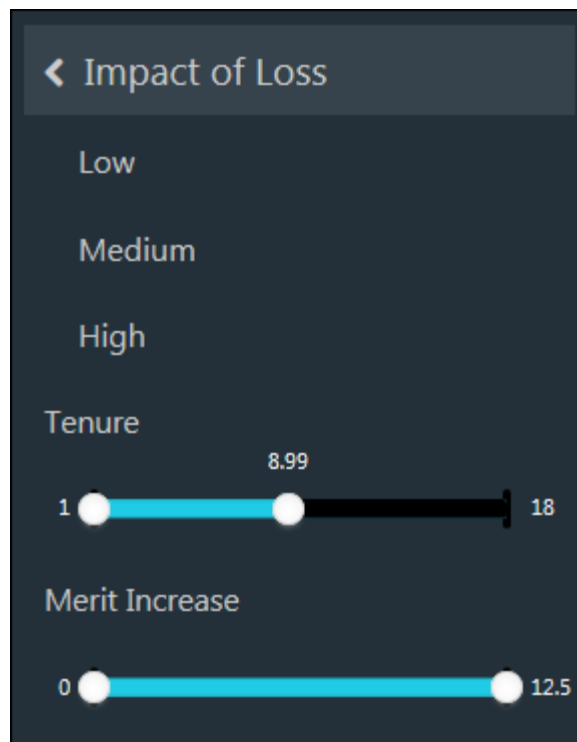 Impact of Loss
Low
Medium
High
Tenure
8.99
1 18
Merit Increase
0 12.5